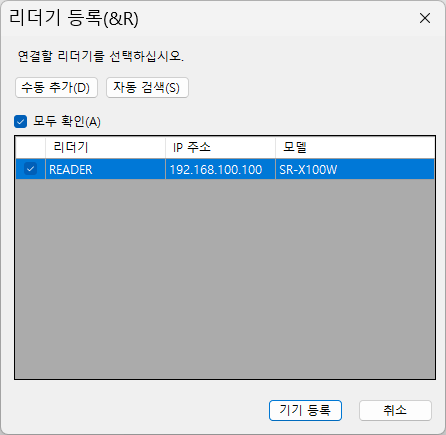 리더기 등록(&R)
연결할 리더기를 선택하십시오.
수동 추가(D) 자동 검색(S)
모두 확인(A)
리더기 IP 주소 모델
READER 192.168.100.100 SR-X100W
기기 등록 취소